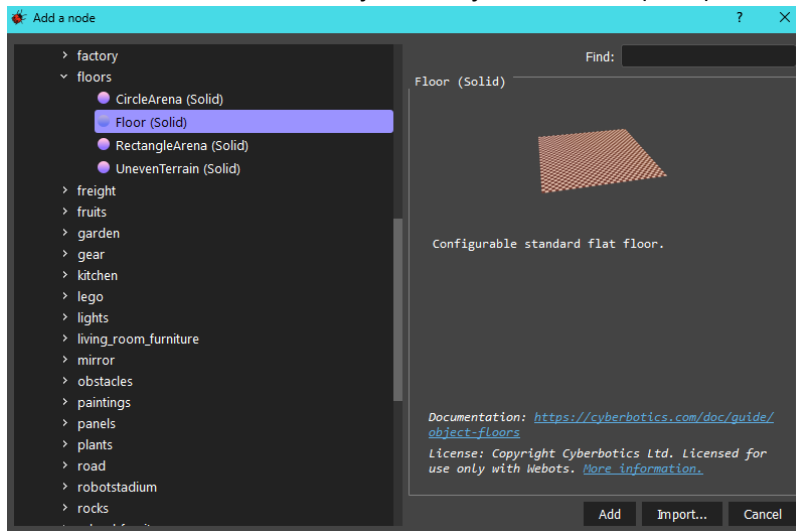 Add a node
?
factory
floors
CircleArena (Solid)
Floor (Solid)
RectangleArena (Solid)
UnevenTerrain (Solid)
freight
fruits
garden
gear
kitchen
lego
lights
living_room_furniture
mirror
obstacles
paintings
panels
plants
road
robotstadium
rocks
Find:
Floor (Solid)
Configurable standard flat floor.
Documentation: https://cyberbotics.com/doc/guide/
object-floors
License: Copyright Cyberbotics Ltd. Licensed for
use only with Webots. More information.
Add
Import...
Cancel